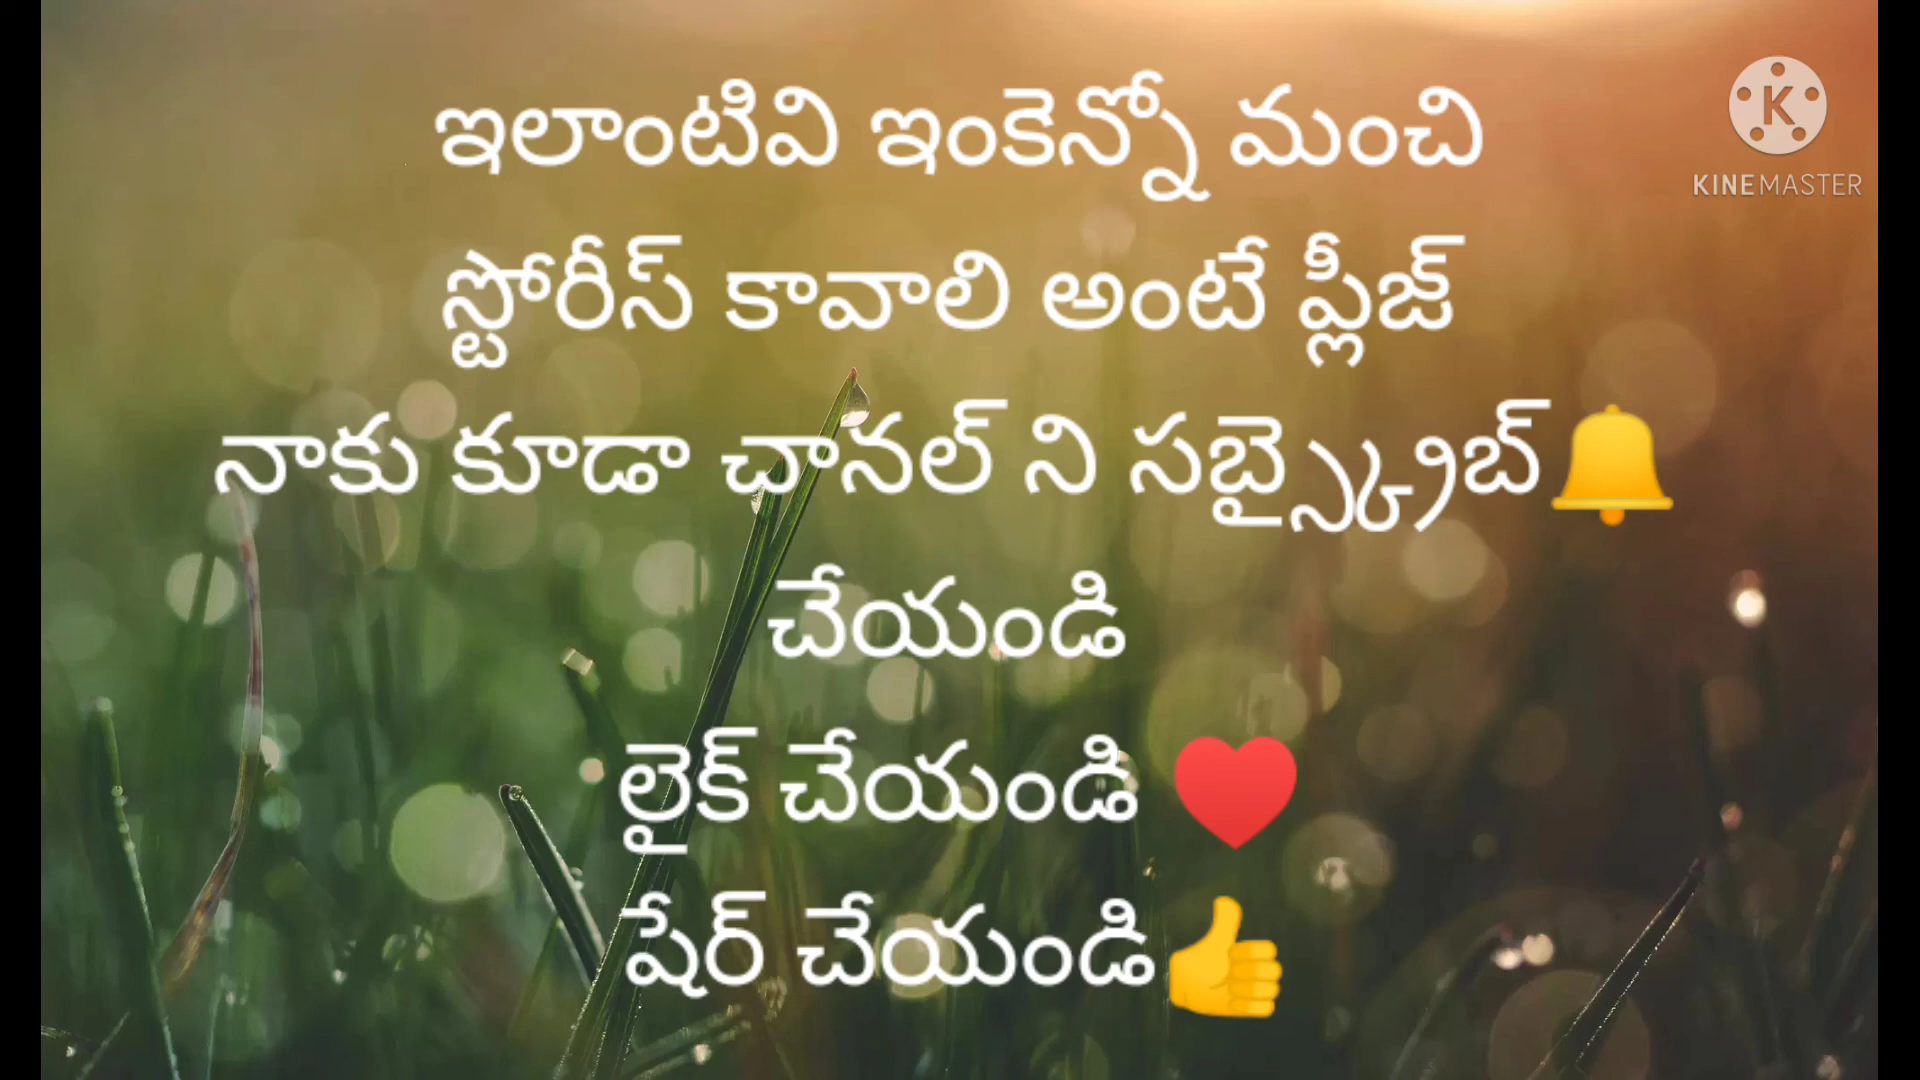 ఇలాంటివి ఇంకెన్నో మంచి
స్టోరీస్ కావాలి అంటే ప్లీజ్
నాకు కూడా చానల్ ని సబ్స్క్రైబ్🔔
చేయండి
లైక్ చేయండి ♥️
షేర్ చేయండి👍
K
KINEMASTER